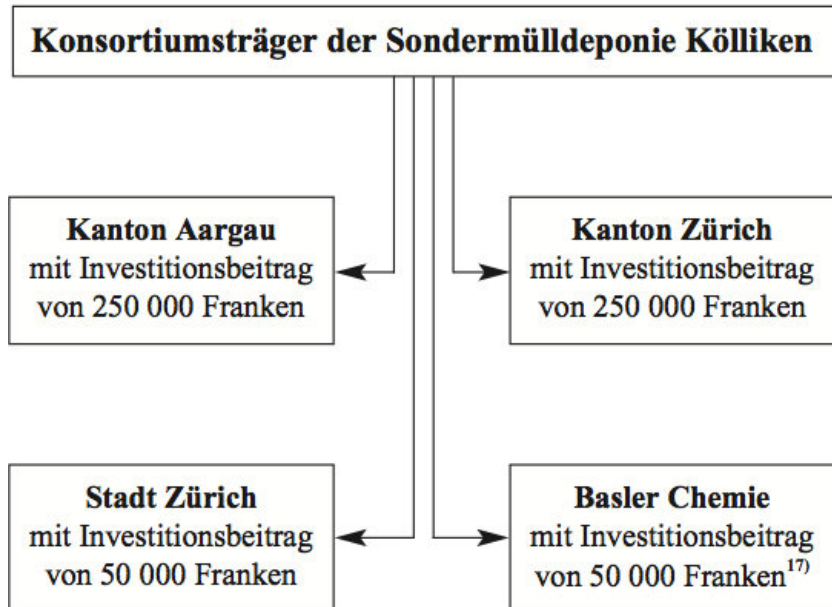 Konsortiumsträger der Sondermülldeponie Kölliken
Kanton Aargau
mit Investitionsbeitrag
von 250 000 Franken
Kanton Zürich
mit Investitionsbeitrag
von 250 000 Franken
Stadt Zürich
mit Investitionsbeitrag
von 50 000 Franken
Basler Chemie
mit Investitionsbeitrag
von 50 000 Franken17)